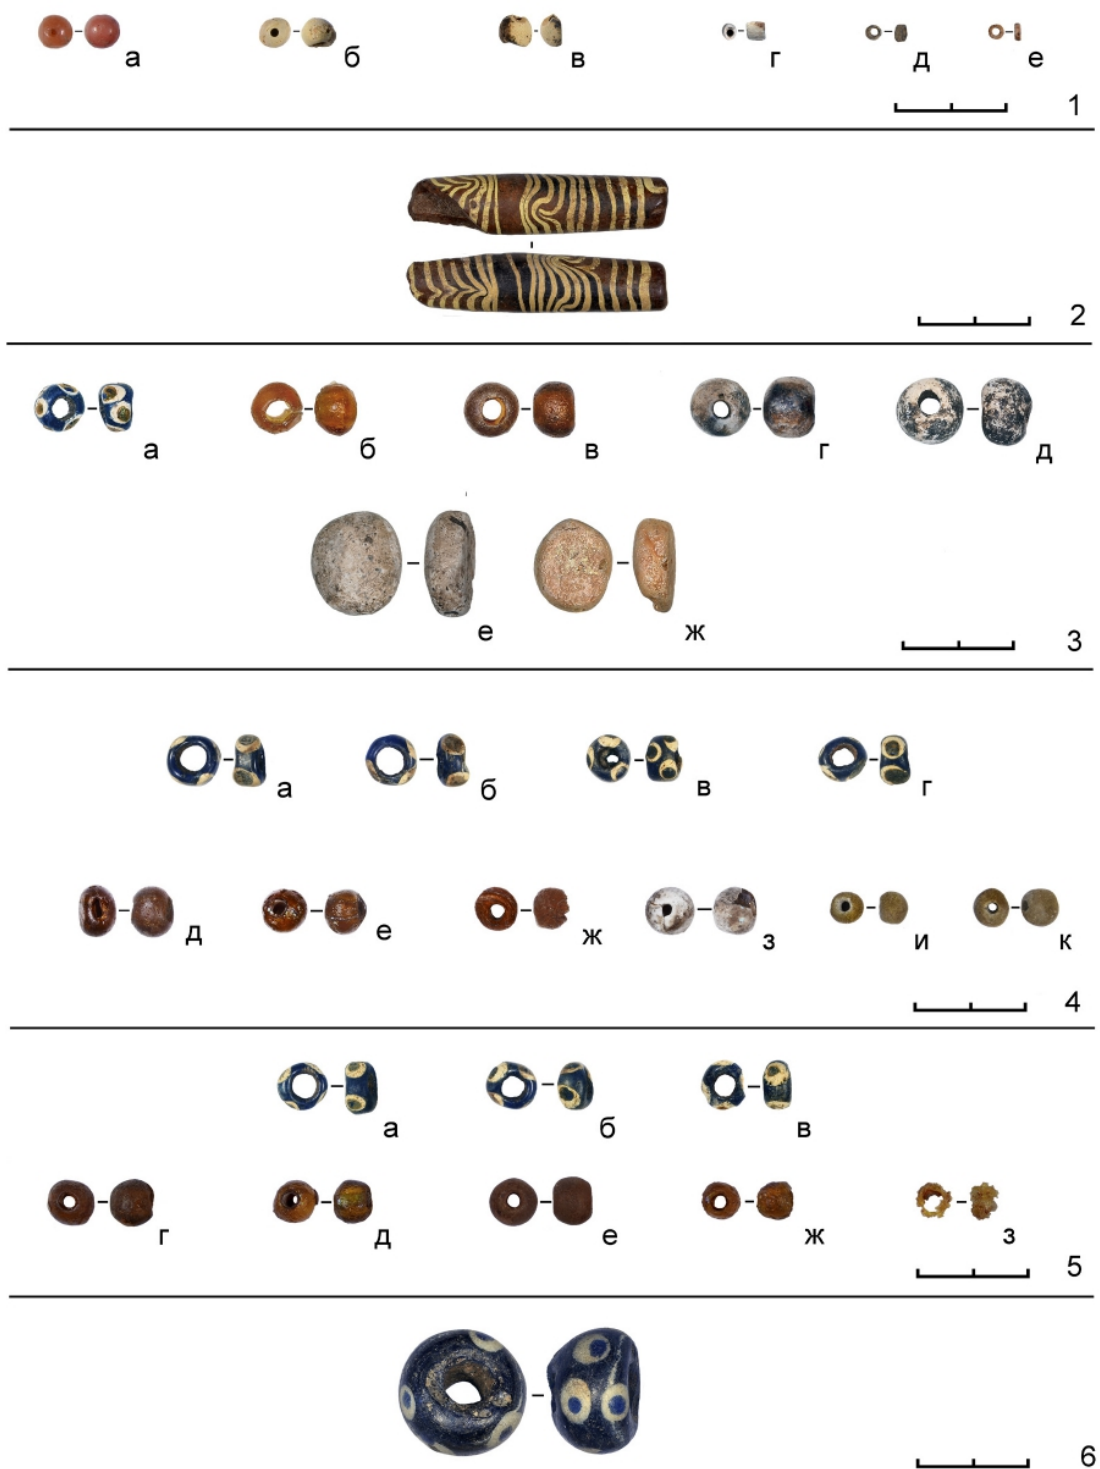 а б в г д е
1
2
а б в г д
е ж
3
а б в г
д е ж з и к
4
а б в
г д е ж з
5
6